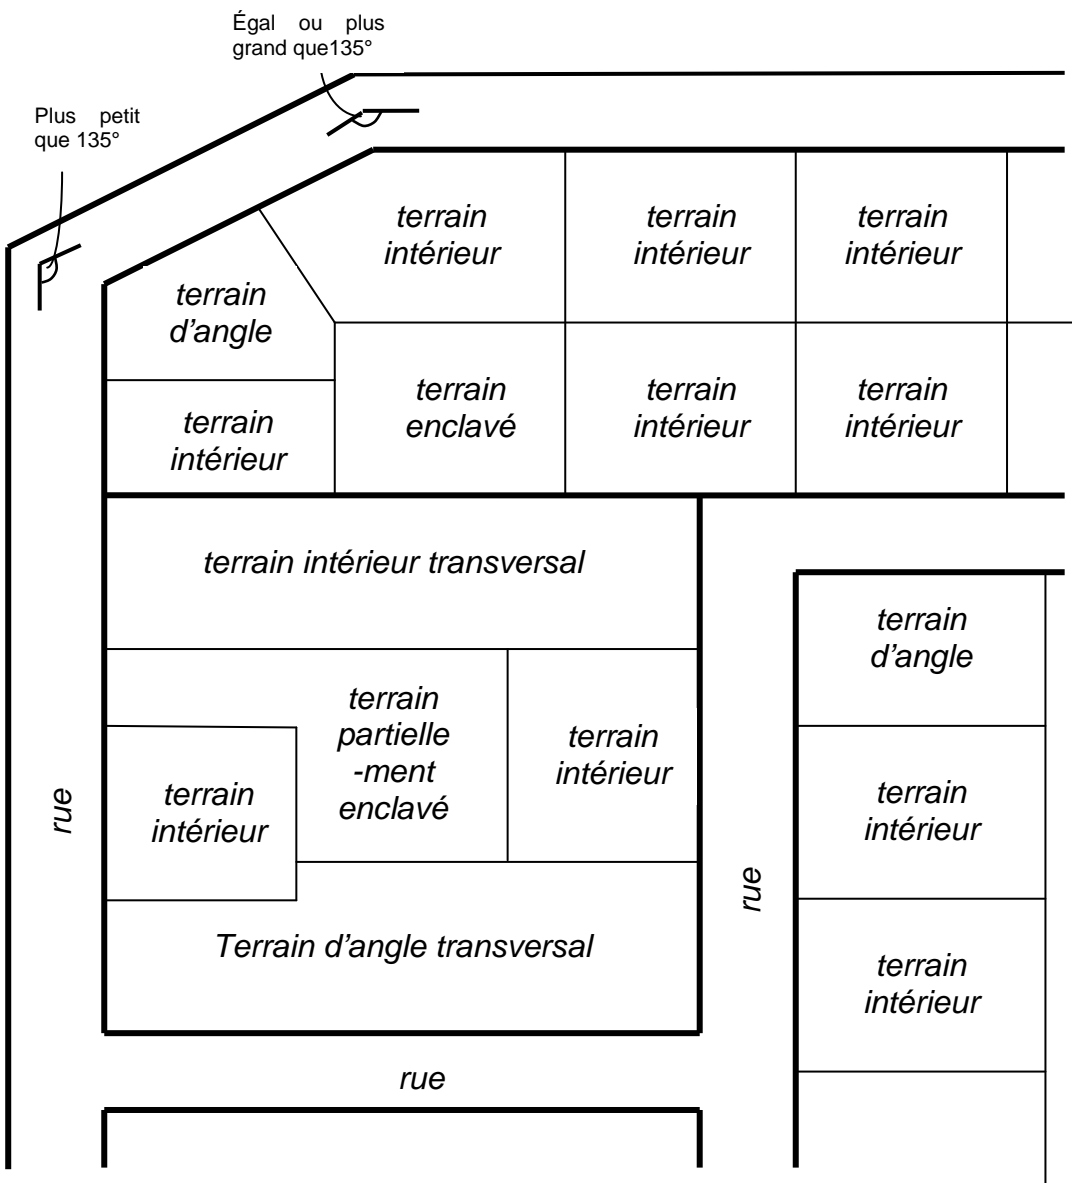 Égal ou plus
grand que135°
Plus petit
que 135°
terrain
intérieur
terrain
intérieur
terrain
intérieur
terrain
d’angle
terrain
enclavé
terrain
intérieur
terrain
intérieur
terrain
intérieur
terrain intérieur transversal
terrain
d’angle
terrain
partielle
-ment
enclavé
terrain
intérieur
terrain
intérieur
rue
terrain
intérieur
rue
Terrain d’angle transversal
terrain
intérieur
rue